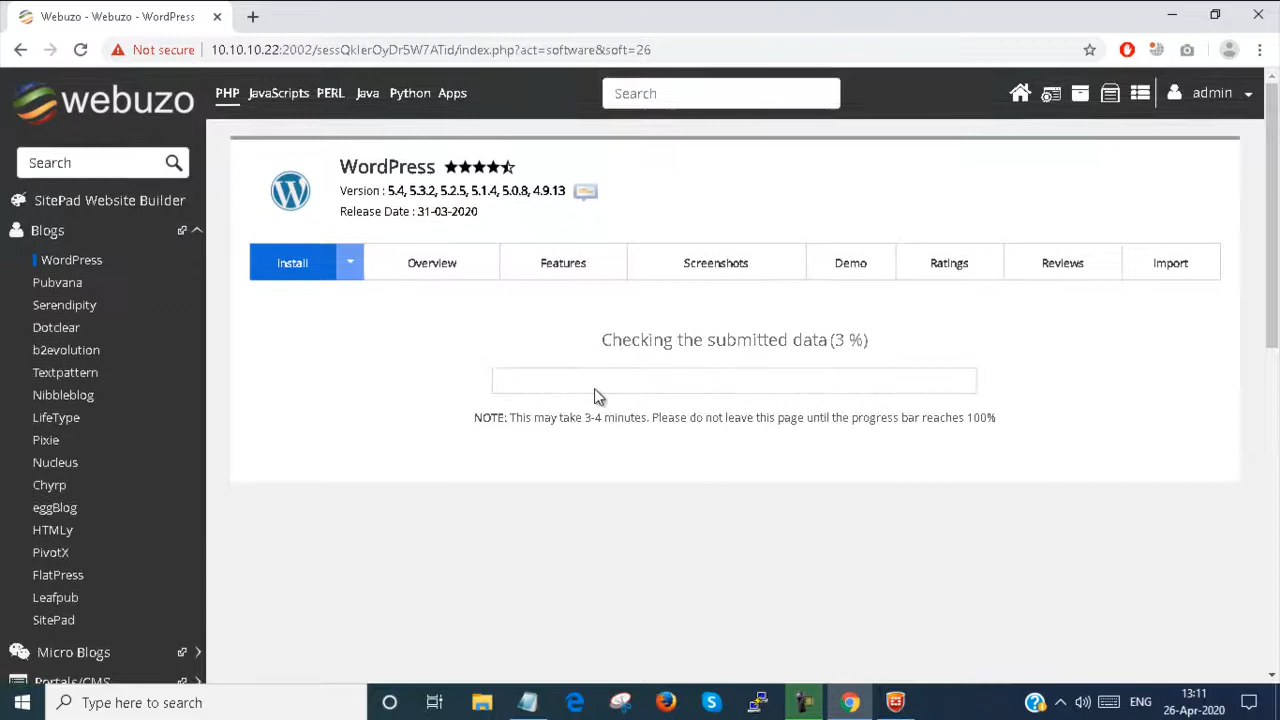 Webuzo - Webuzo - WordPress
Not secure 10.10.10.22:2002/sessQkIerOyDr5W7ATid/index.php?act=software&soft=26
webuzo
PHP JavaScripts PERL Java Python Apps
Search
admin
Search
SitePad Website Builder
Blogs
WordPress
Pubvana
Serendipity
Dotclear
b2evolution
Textpattern
Nibbleblog
LifeType
Pixie
Nucleus
Chyrp
eggBlog
HTMLy
PivotX
FlatPress
Leafpub
SitePad
Micro Blogs
Portals/CMS
WordPress
Version : 5.4, 5.3.2, 5.2.5, 5.1.4, 5.0.8, 4.9.13
Release Date : 31-03-2020
Install Overview Features Screenshots Demo Ratings Reviews Import
Checking the submitted data (3 %)
NOTE: This may take 3-4 minutes. Please do not leave this page until the progress bar reaches 100%
Type here to search
ENG
13:11
26-Apr-2020